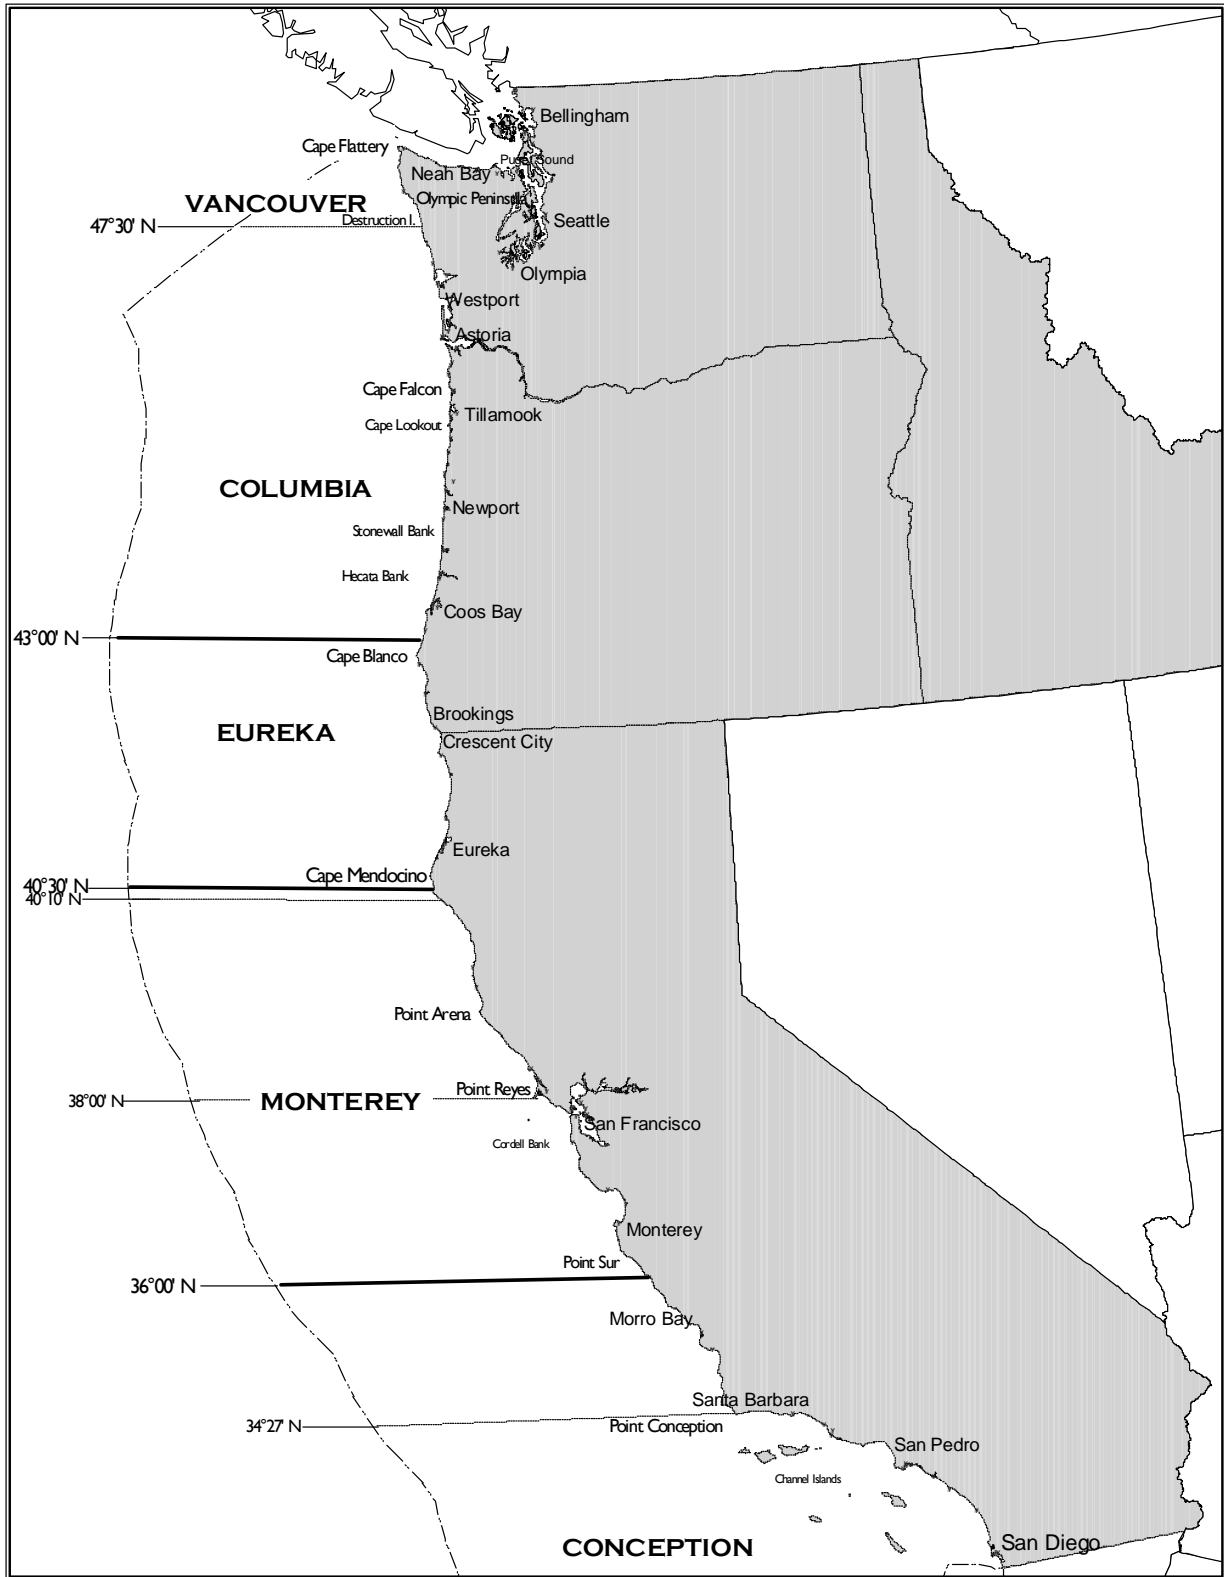 Bellingham
Cape Flattery
Puget Sound
Neah Bay
VANCOUVER
Olympic Peninsula
Destruction I.
47°30' N
Seattle
Olympia
Westport
Astoria
Cape Falcon
Tillamook
Cape Lookout
COLUMBIA
Newport
Stonewall Bank
Hecata Bank
Coos Bay
43°00' N
Cape Blanco
Brookings
EUREKA
Crescent City
Eureka
Cape Mendocino
40°30' N
40°10' N
Point Arena
Point Reyes
38°00' N
MONTEREY
San Francisco
Cordell Bank
Monterey
Point Sur
36°00' N
Morro Bay
Santa Barbara
34°27' N
Point Conception
San Pedro
Channel Islands
San Diego
CONCEPTION